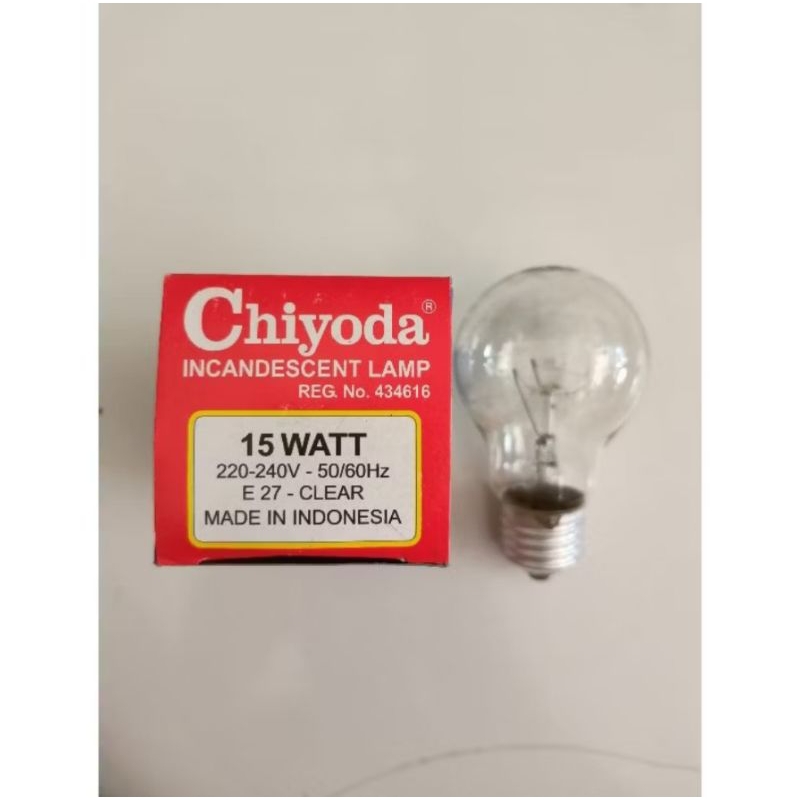 Chiyoda®
INCANDESCENT LAMP
REG. No. 434616
15 WATT
220-240V - 50/60Hz
E 27 - CLEAR
MADE IN INDONESIA